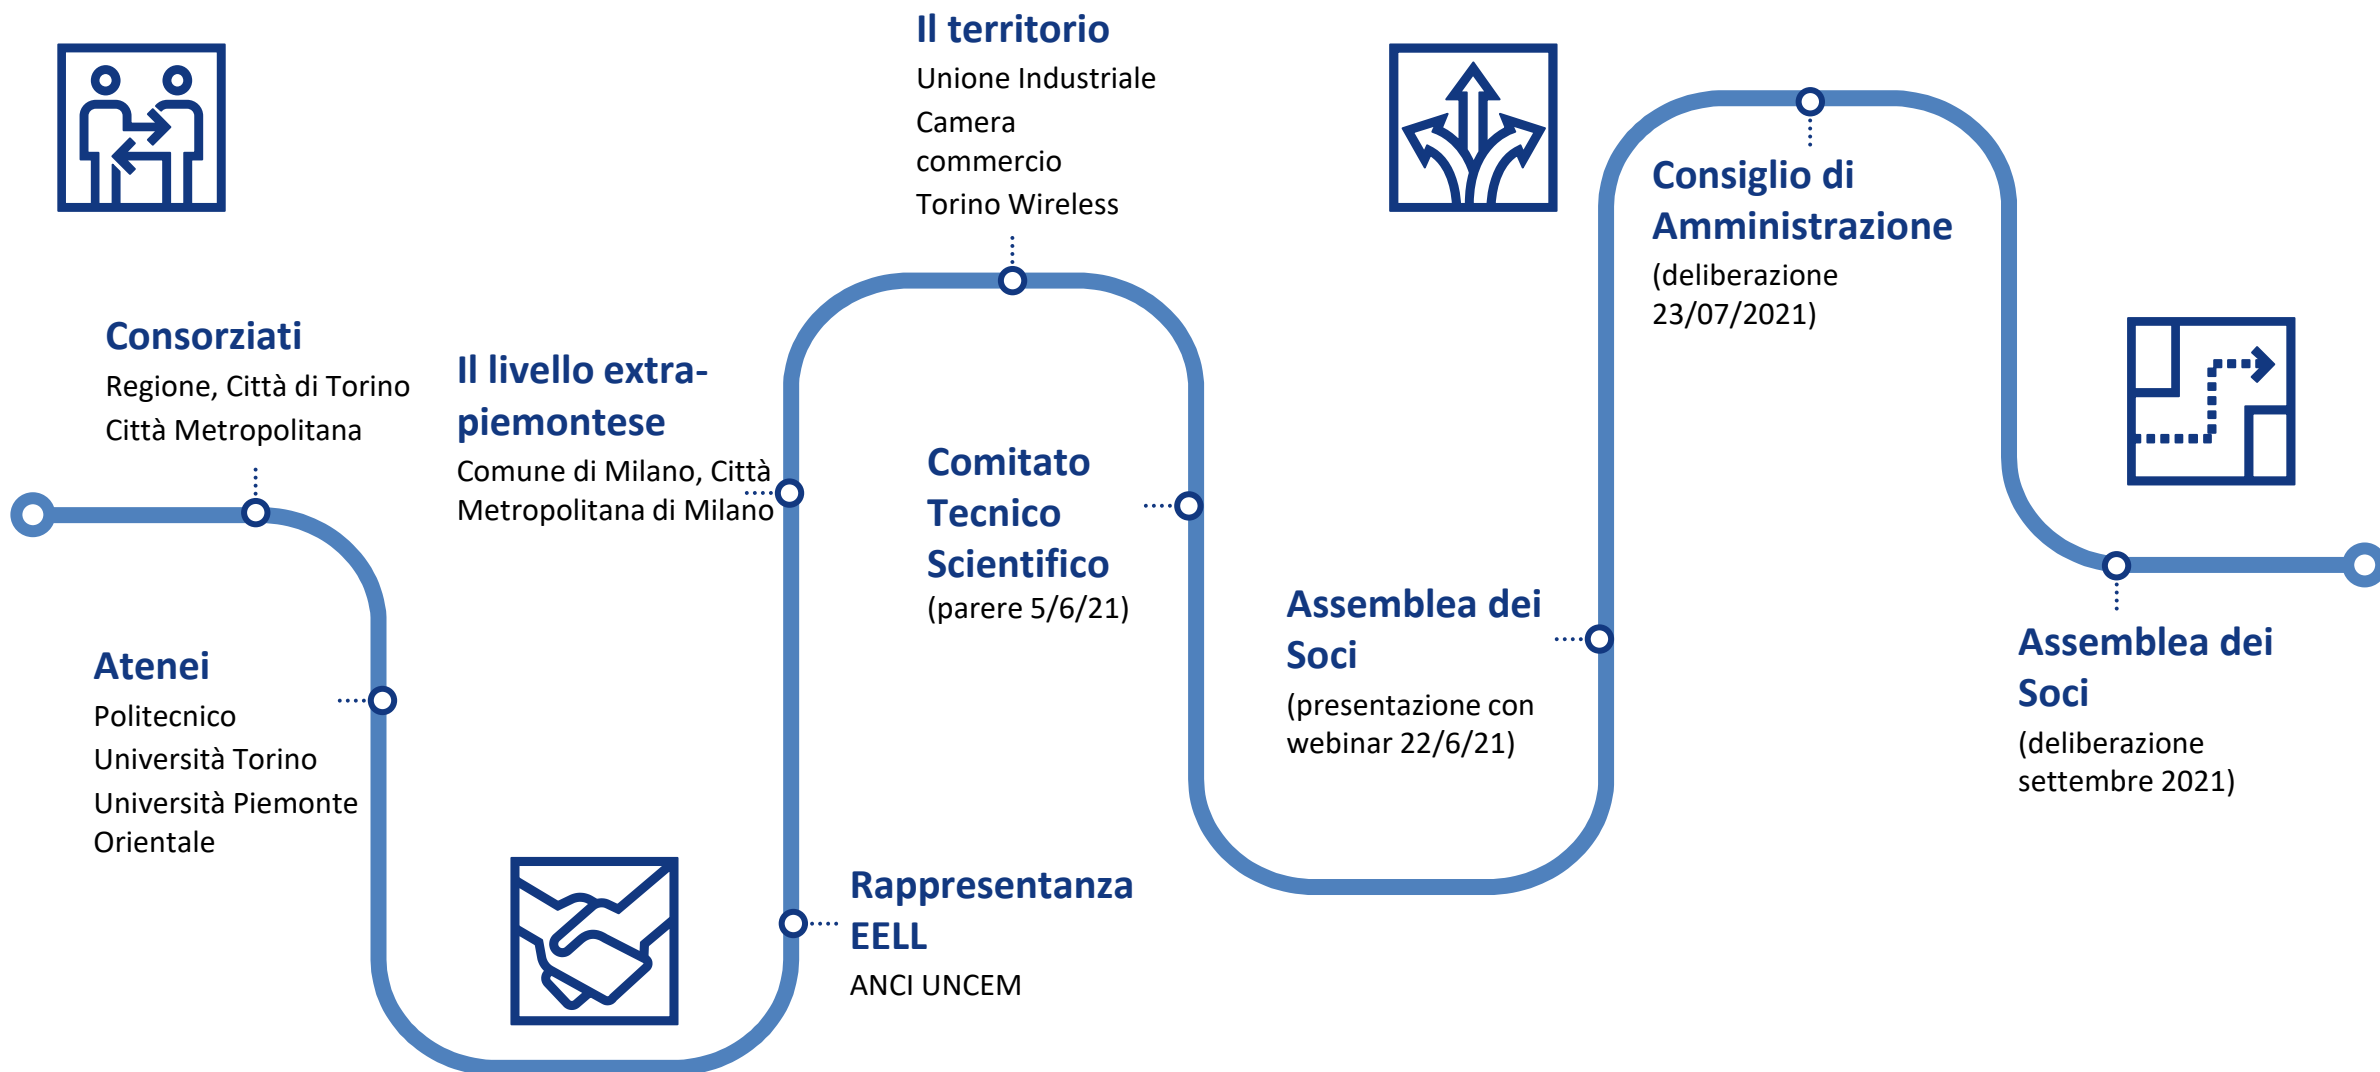 Consorziati
Regione, Città di Torino
Città Metropolitana
Atenei
Politecnico
Università Torino
Università Piemonte
Orientale
Rappresentanza
EELL
ANCI UNCEM
Il livello extra-
piemontese
Comune di Milano, Città
Metropolitana di Milano
Il territorio
Unione Industriale
Camera
commercio
Torino Wireless
Comitato
Tecnico
Scientifico
(parere 5/6/21)
Assemblea dei
Soci
(presentazione con
webinar 22/6/21)
Consiglio di
Amministrazione
(deliberazione
23/07/2021)
Assemblea dei
Soci
(deliberazione
settembre 2021)